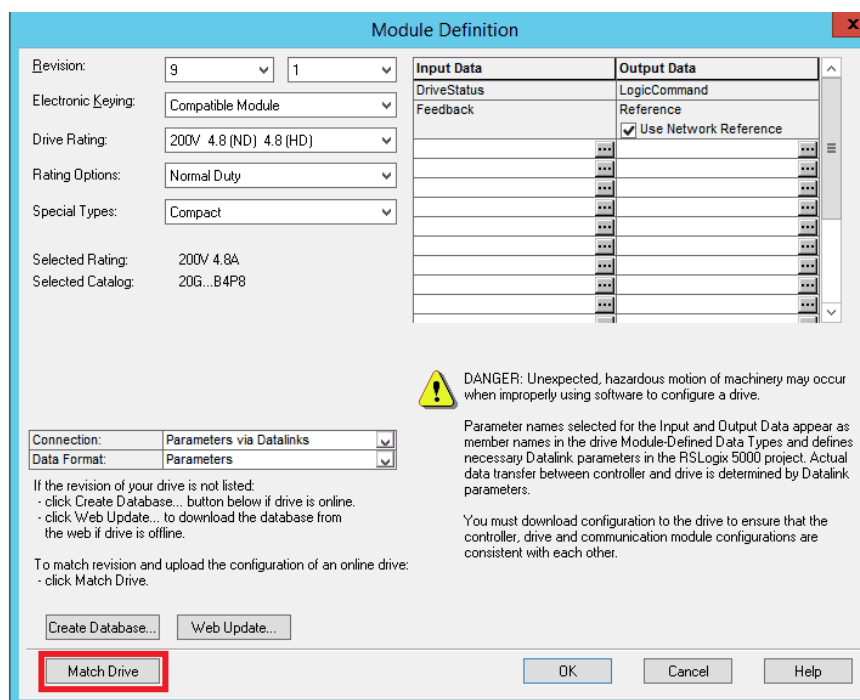 Module Definition
x
Revision: 9 1
Electronic Keying: Compatible Module
Drive Rating: 200V 4.8 (ND) 4.8 (HD)
Rating Options: Normal Duty
Special Types: Compact
Selected Rating: 200V 4.8A
Selected Catalog: 20G...B4P8
Input Data Output Data
DriveStatus LogicCommand
Feedback Reference
Use Network Reference
Connection: Parameters via Datalinks
Data Format: Parameters
If the revision of your drive is not listed:
- click Create Database... button below if drive is online.
- click Web Update... to download the database from
the web if drive is offline.
To match revision and upload the configuration of an online drive:
- click Match Drive.
DANGER: Unexpected, hazardous motion of machinery may occur
when improperly using software to configure a drive.
Parameter names selected for the Input and Output Data appear as
member names in the drive Module-Defined Data Types and defines
necessary Datalink parameters in the RSLogix 5000 project. Actual
data transfer between controller and drive is determined by Datalink
parameters.
You must download configuration to the drive to ensure that the
controller, drive and communication module configurations are
consistent with each other.
Create Database... Web Update...
Match Drive OK Cancel Help